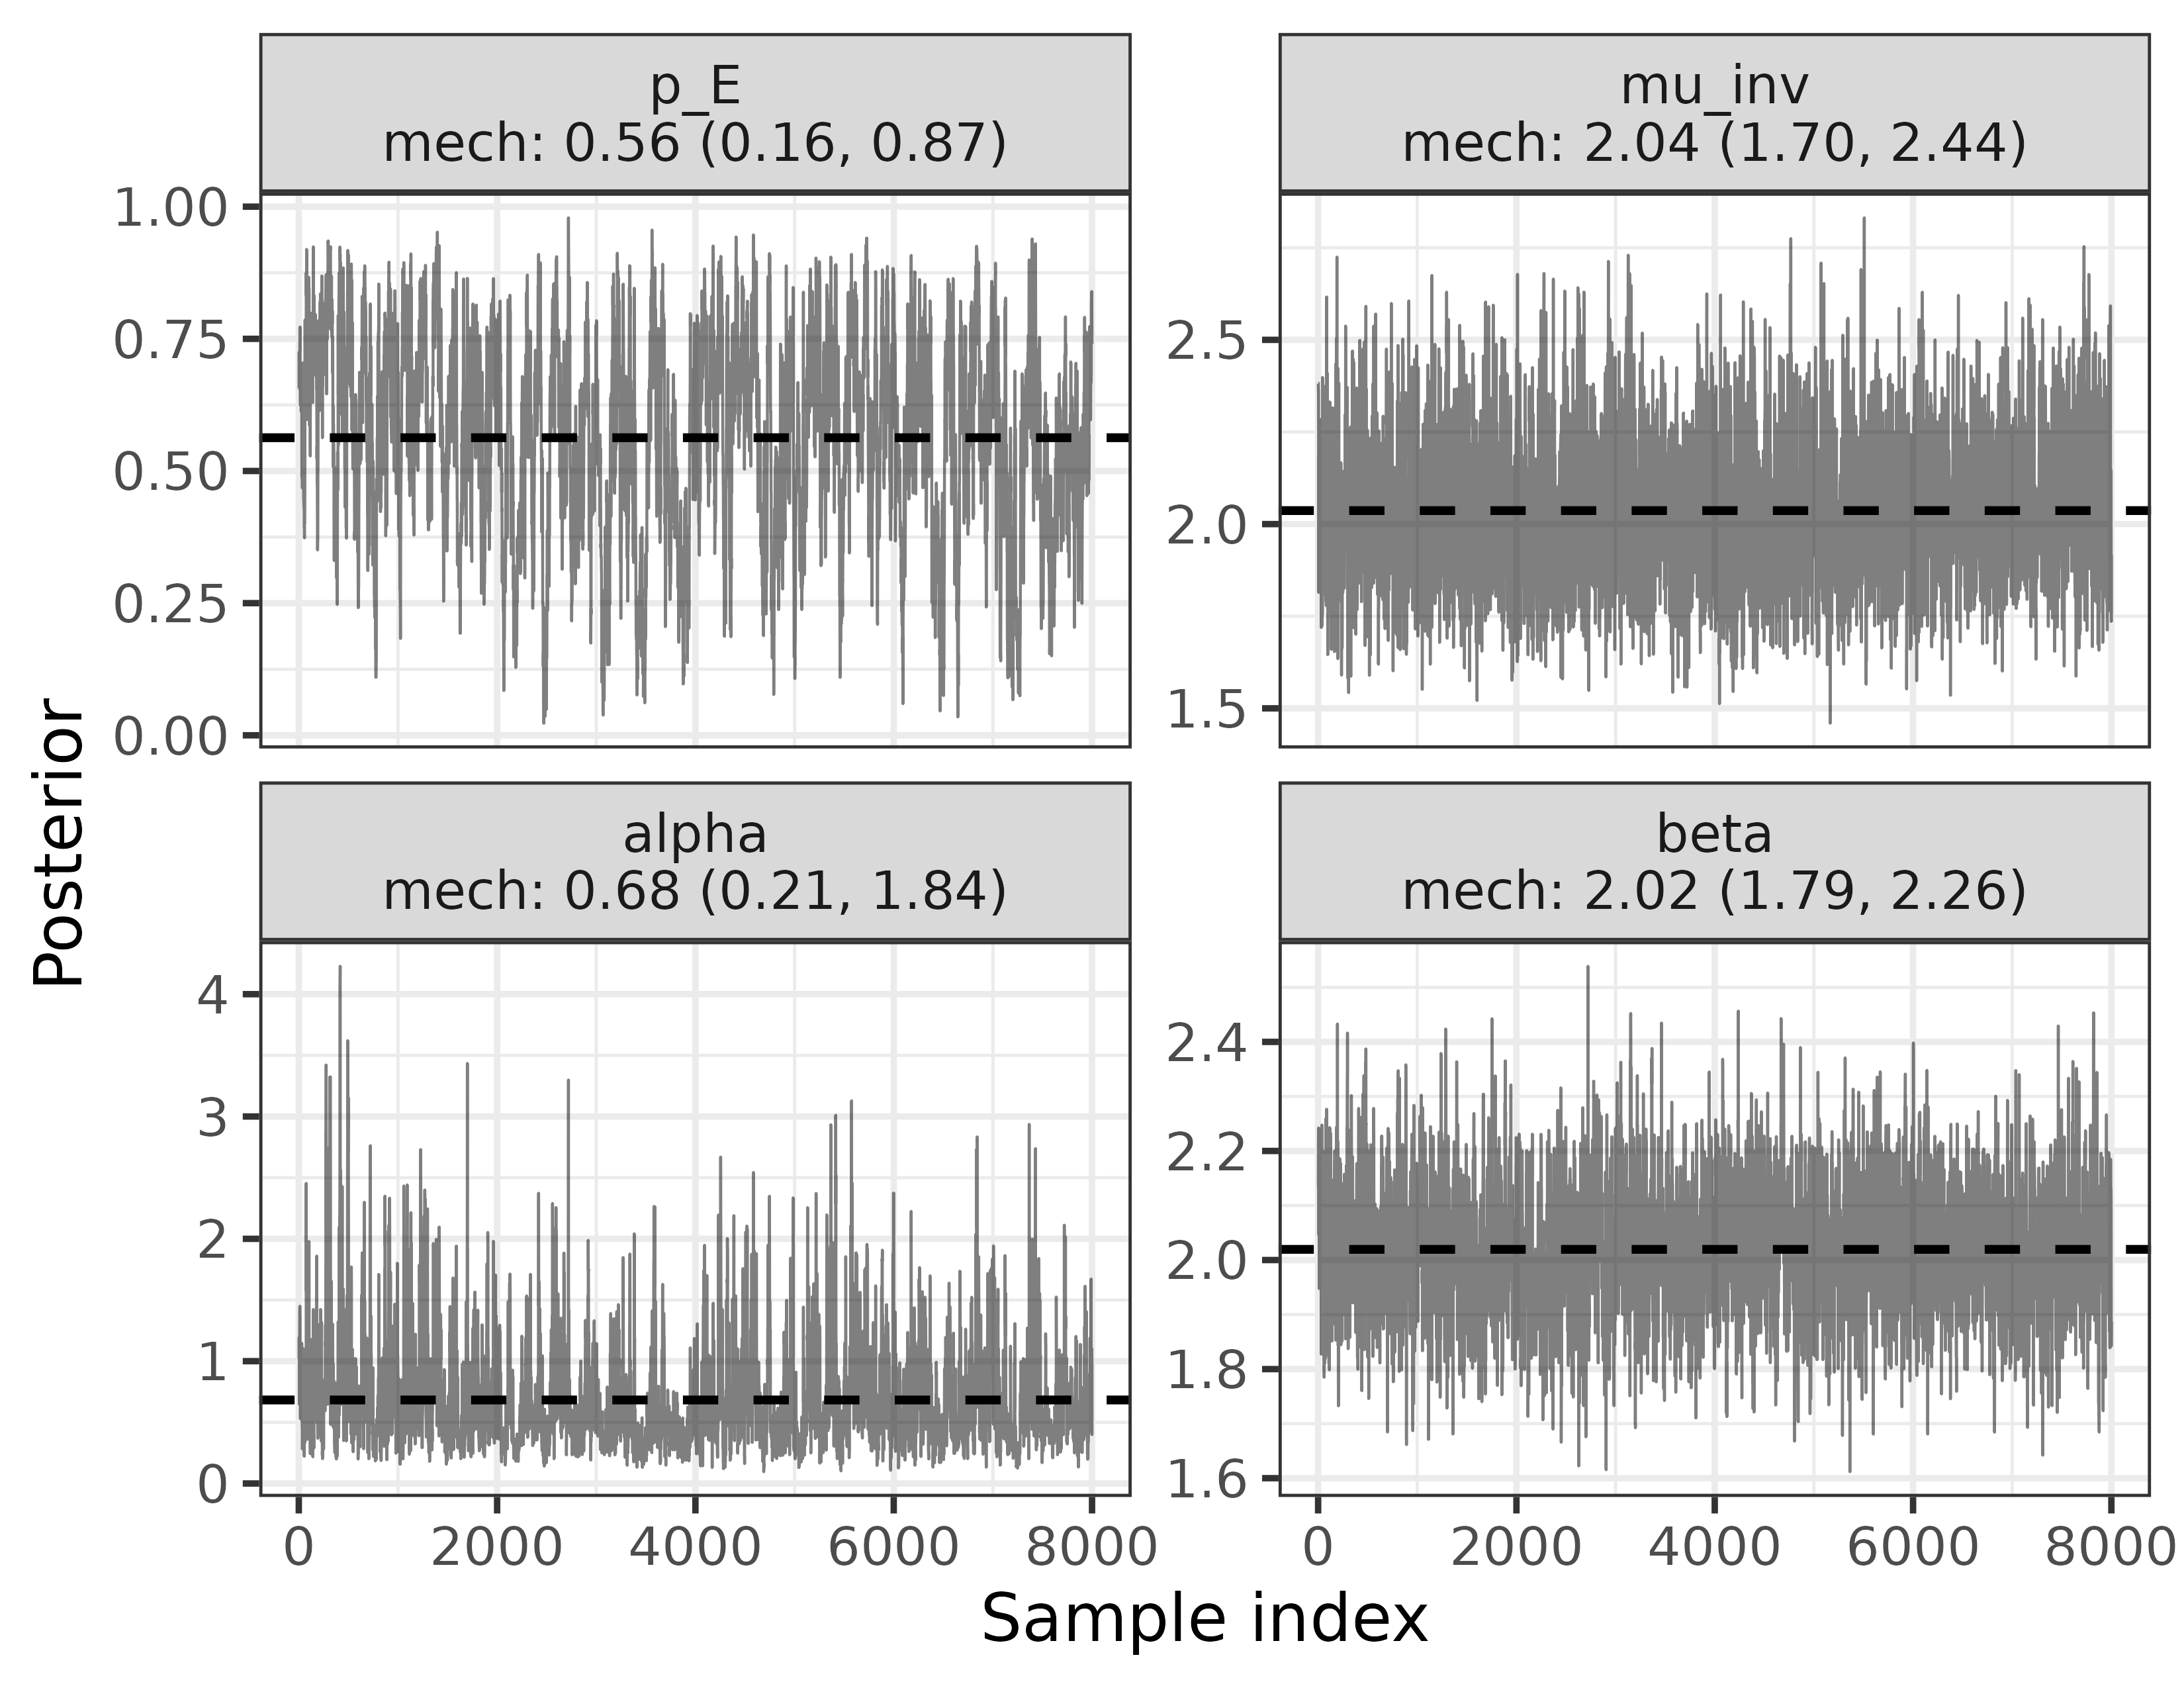 p_E
mech: 0.56 (0.16, 0.87)
mu_inv
mech: 2.04 (1.70, 2.44)
1.00
0.75
0.50
0.25
0.00
2.5
2.0
1.5
Posterior
alpha
mech: 0.68 (0.21, 1.84)
beta
mech: 2.02 (1.79, 2.26)
4
3
2
1
0
2.4
2.2
2.0
1.8
1.6
0 2000 4000 6000 8000
0 2000 4000 6000 8000
Sample index